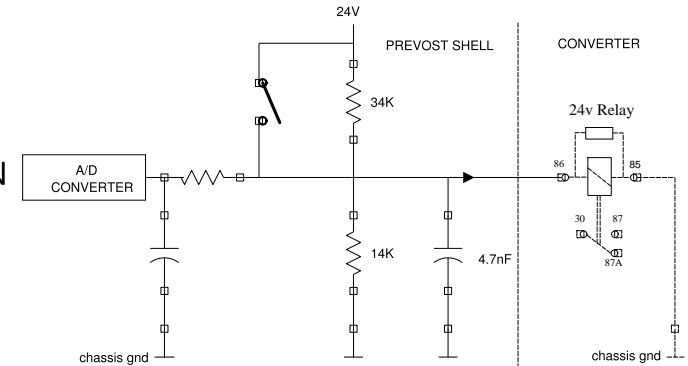 24V
PREVOST SHELL
CONVERTER
34K
24v Relay
A/D
CONVERTER
86
85
30
87
87A
14K
4.7nF
chassis gnd
chassis gnd